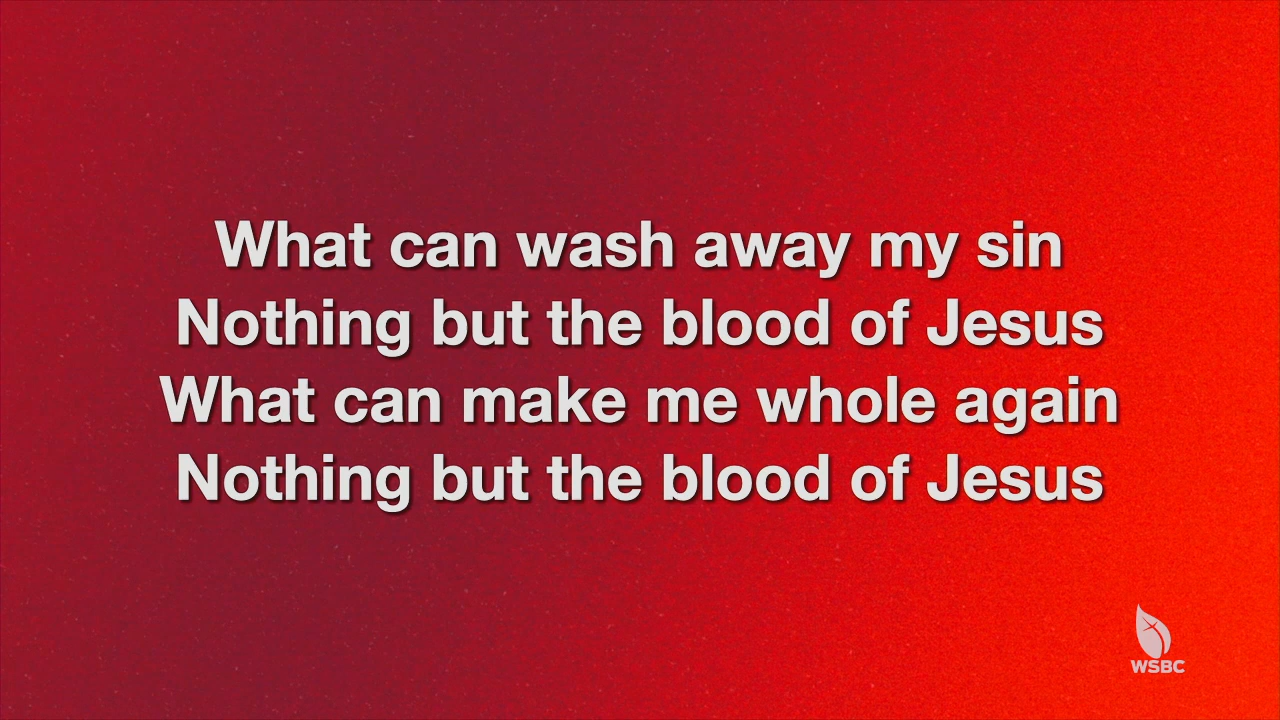 What can wash away my sin
Nothing but the blood of Jesus
What can make me whole again
Nothing but the blood of Jesus
WSBC